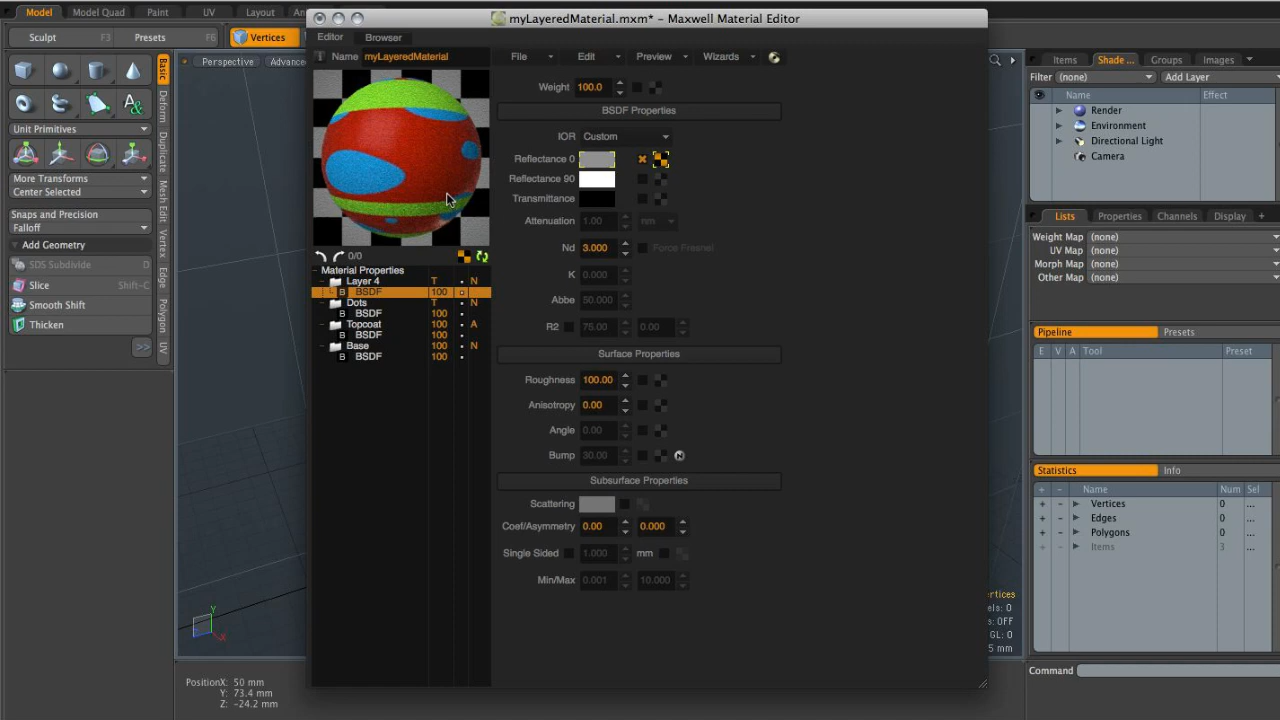 Model Model Quad Paint UV Layout
myLayeredMaterial.mxm* – Maxwell Material Editor
Sculpt F3 Presets F6 Vertices
Editor Browser
Perspective Advance
Name myLayeredMaterial File Edit Preview Wizards
Items Shade ... Groups Images
Filter (none) Add Layer
Name Effect
Render
Environment
Directional Light
Camera
Basic
Deform
Duplicate
Mesh Edit
Vertex
Edge
Polygon
UV
Unit Primitives
More Transforms
Center Selected
Snaps and Precision
Falloff
Add Geometry
SDS Subdivide D
Slice Shift-C
Smooth Shift
Thicken
>>
0/0
Material Properties
Layer 4 T N
B BSDF 100
Dots T N
B BSDF 100
Topcoat 100 A
B BSDF 100
Base 100 N
B BSDF 100
Weight 100.0
BSDF Properties
IOR Custom
Reflectance 0
Reflectance 90
Transmittance
Attenuation 1.00 nm
Nd 3.000 Force Fresnel
K 0.000
Abbe 50.000
R2 75.00 0.00
Surface Properties
Roughness 100.00
Anisotropy 0.00
Angle 0.00
Bump 30.00 N
Subsurface Properties
Scattering
Coef/Asymmetry 0.00 0.000
Single Sided 1.000 mm
Min/Max 0.001 10.000
Lists Properties Channels Display +
Weight Map (none)
UV Map (none)
Morph Map (none)
Other Map (none)
Pipeline Presets
E V A Tool Preset
Statistics Info
+ – Name Num Sel
+ – Vertices 0 ...
+ – Edges 0 ...
+ – Polygons 0 ...
+ – Items 3 ...
ertices
els: 0
s: OFF
GL: 0
5 mm
Command
Y
X
PositionX: 50 mm
Y: 73.4 mm
Z: –24.2 mm